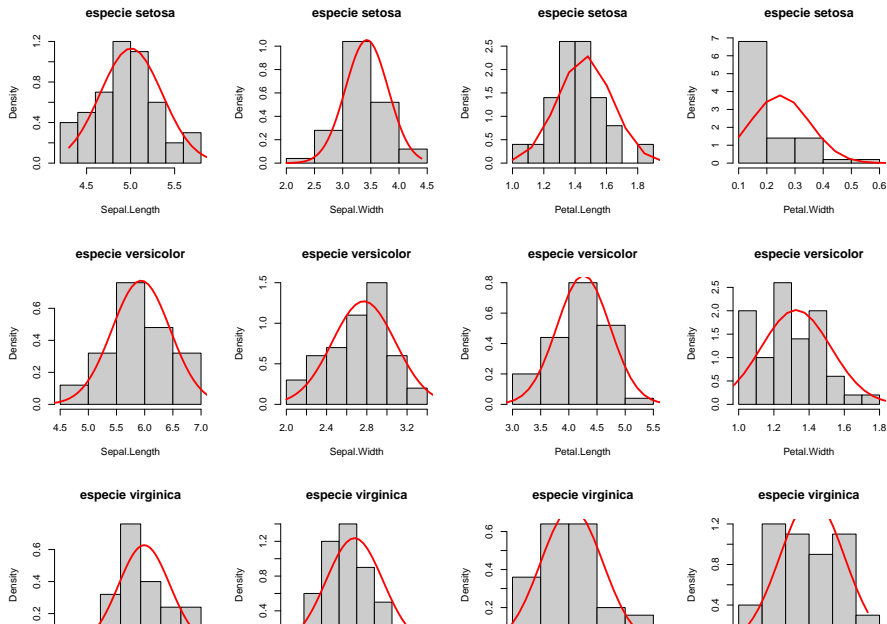 especie setosa
Density
0.0 0.4 0.8 1.2
4.5 5.0 5.5
Sepal.Length
especie setosa
Density
0.0 0.2 0.4 0.6 0.8 1.0
2.0 2.5 3.0 3.5 4.0 4.5
Sepal.Width
especie setosa
Density
0.0 0.5 1.0 1.5 2.0 2.5
1.0 1.2 1.4 1.6 1.8
Petal.Length
especie setosa
Density
0 1 2 3 4 5 6 7
0.1 0.2 0.3 0.4 0.5 0.6
Petal.Width
especie versicolor
Density
0.0 0.2 0.4 0.6
4.5 5.0 5.5 6.0 6.5 7.0
Sepal.Length
especie versicolor
Density
0.0 0.5 1.0 1.5
2.0 2.4 2.8 3.2
Sepal.Width
especie versicolor
Density
0.0 0.2 0.4 0.6 0.8
3.0 3.5 4.0 4.5 5.0 5.5
Petal.Length
especie versicolor
Density
0.0 0.5 1.0 1.5 2.0 2.5
1.0 1.2 1.4 1.6 1.8
Petal.Width
especie virginica
Density
0.2 0.4 0.6
especie virginica
Density
0.4 0.8 1.2
especie virginica
Density
0.2 0.4 0.6
especie virginica
Density
0.4 0.8 1.2